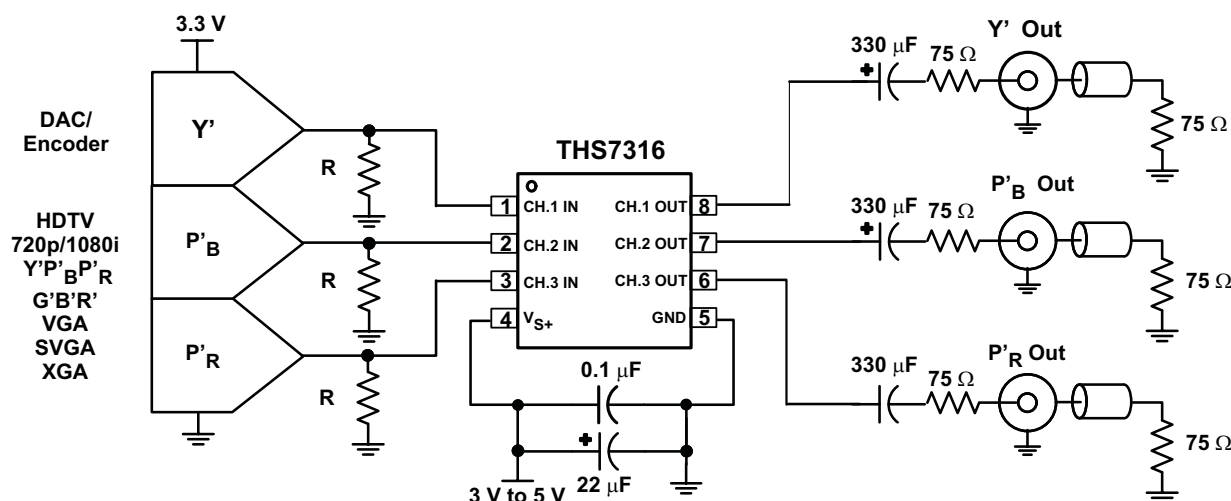 3.3 V
DAC/
Encoder
HDTV
720p/1080i
Y'P'BP'R
G'B'R'
VGA
SVGA
XGA
Y'
P'B
P'R
R
R
R
THS7316
1 CH.1 IN
2 CH.2 IN
3 CH.3 IN
4 VS+
CH.1 OUT 8
CH.2 OUT 7
CH.3 OUT 6
GND 5
0.1 µF
+
22 µF
3 V to 5 V
330 µF
+
75 Ω
Y' Out
75 Ω
330 µF
+
75 Ω
P'B Out
75 Ω
330 µF
+
75 Ω
P'R Out
75 Ω